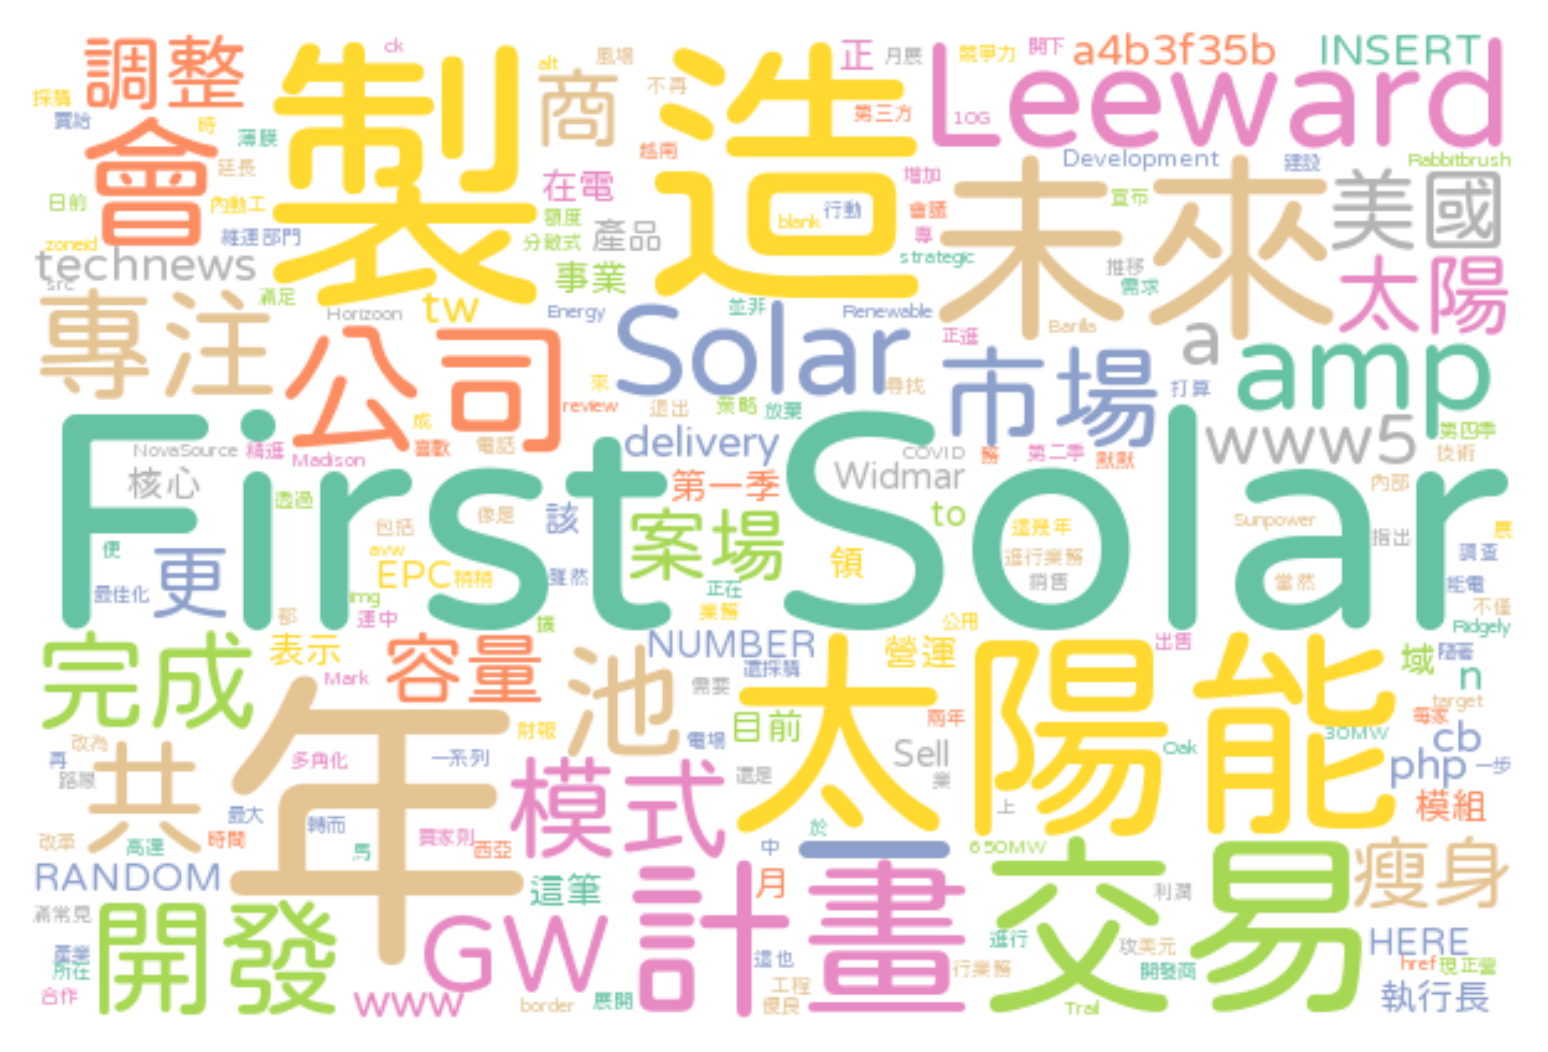 調整 ck 製造 alt 風場 商 不再 正 月展 競爭力 開下 a4b3f35b INSERT
採購 買給 時 薄膜 第三方 10G Leeward
會 延長 越南 Development 建設 Rabbitbrush
日前 內動工 在電 額度 blank 行動 增加 會議 宣布 未來 美國
zoneid 維運部門 分散式 產品 專 strategic
technews src 滿足 事業 推移 需求 太陽
專注 Horizoon tw Energy 並非 Renewable Barilla
公司 Solar 正進 市場 a amp
來 尋找 打算
成 review 退出 策略 放棄
NovaSource 精進 喜歡 電話 delivery COVID 務 第二季 默默 www5 第四季
核心 Madison 第一季 Widmar 技術
First Solar
透過 包括 像是 該 案場 to 這幾年 Sunpower 內部 展
便 更 avw EPC 稍稍 雖然 領 進行業務 指出 調查
最佳化 img 正在 銷售 當然 能電 不僅
都 運中 擴 業務 公用 Ridgely
完成 表示 容量 池 NUMBER 太陽能 營運 出售 域 隨著
Mark 還採購 需要 n target
年 財報 目前 兩年 每家
改為 再 多角化 一系列 電場 Sell Oak 30MW cb
路線 共 模式 還是 業 php 一步
最大 轉而 上 模組
改革 高達 時間 馬 買家則 西亞 中 於 650MW
RANDOM 這筆 計畫 月 交易 利潤 瘦身
滿常見 開發 GW 進行 攻美元 HERE
產業 所在 這也 行業務 開發商 href 現正營
合作 www border 展開 工程 優良 Trail 執行長